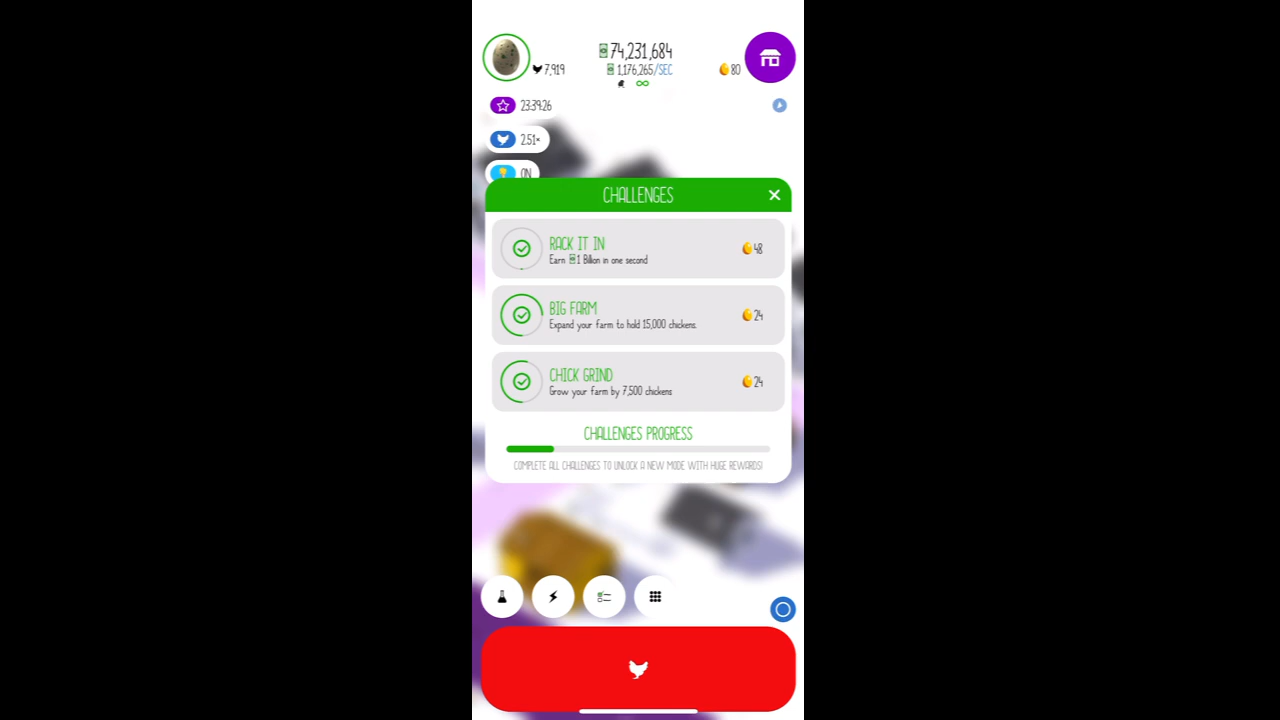 74,231,684
7,919
1,176,265/SEC
80
∞
23:39:26
2.51×
ON
CHALLENGES
RACK IT IN
Earn 1 Billion in one second
48
BIG FARM
Expand your farm to hold 15,000 chickens.
24
CHICK GRIND
Grow your farm by 7,500 chickens
24
CHALLENGES PROGRESS
COMPLETE ALL CHALLENGES TO UNLOCK A NEW MODE WITH HUGE REWARDS!